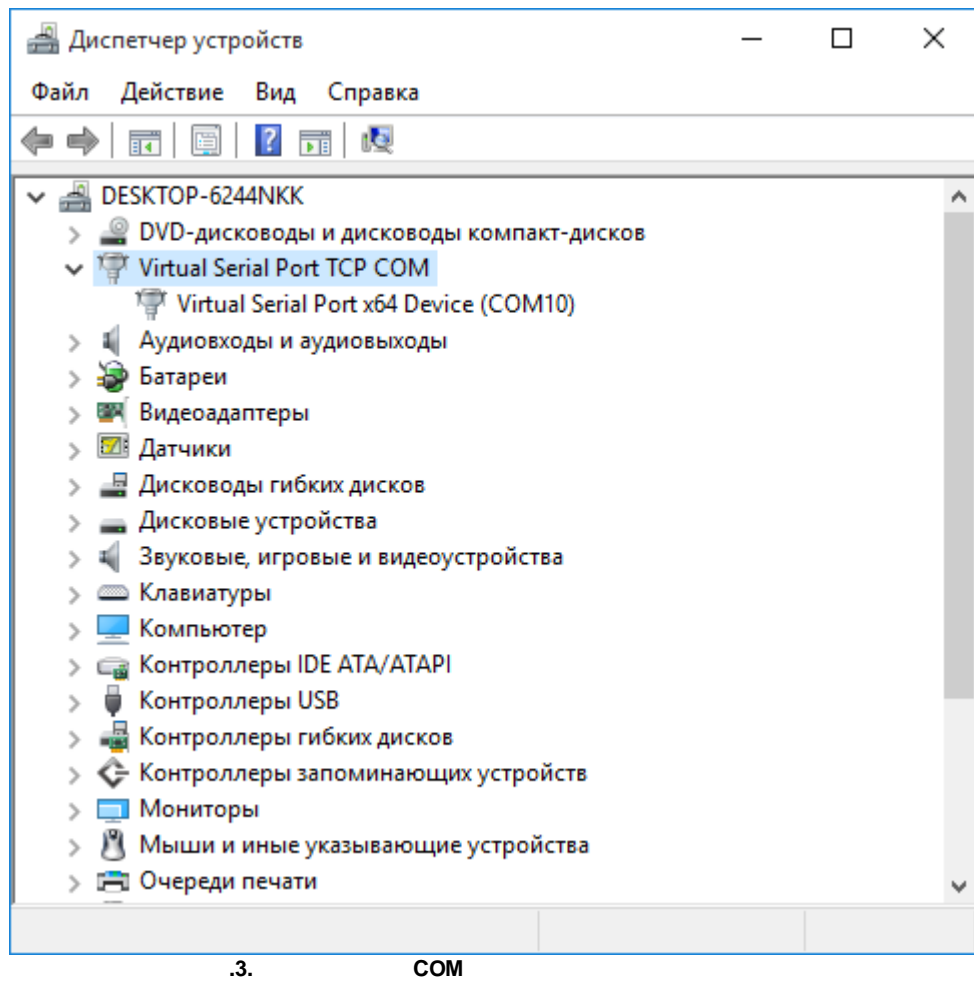 Диспетчер устройств
Файл Действие Вид Справка
DESKTOP-6244NKK
DVD-дисководы и дисководы компакт-дисков
Virtual Serial Port TCP COM
Virtual Serial Port x64 Device (COM10)
Аудиовходы и аудиовыходы
Батареи
Видеоадаптеры
Датчики
Дисководы гибких дисков
Дисковые устройства
Звуковые, игровые и видеоустройства
Клавиатуры
Компьютер
Контроллеры IDE ATA/ATAPI
Контроллеры USB
Контроллеры гибких дисков
Контроллеры запоминающих устройств
Мониторы
Мыши и иные указывающие устройства
Очереди печати
.3. COM